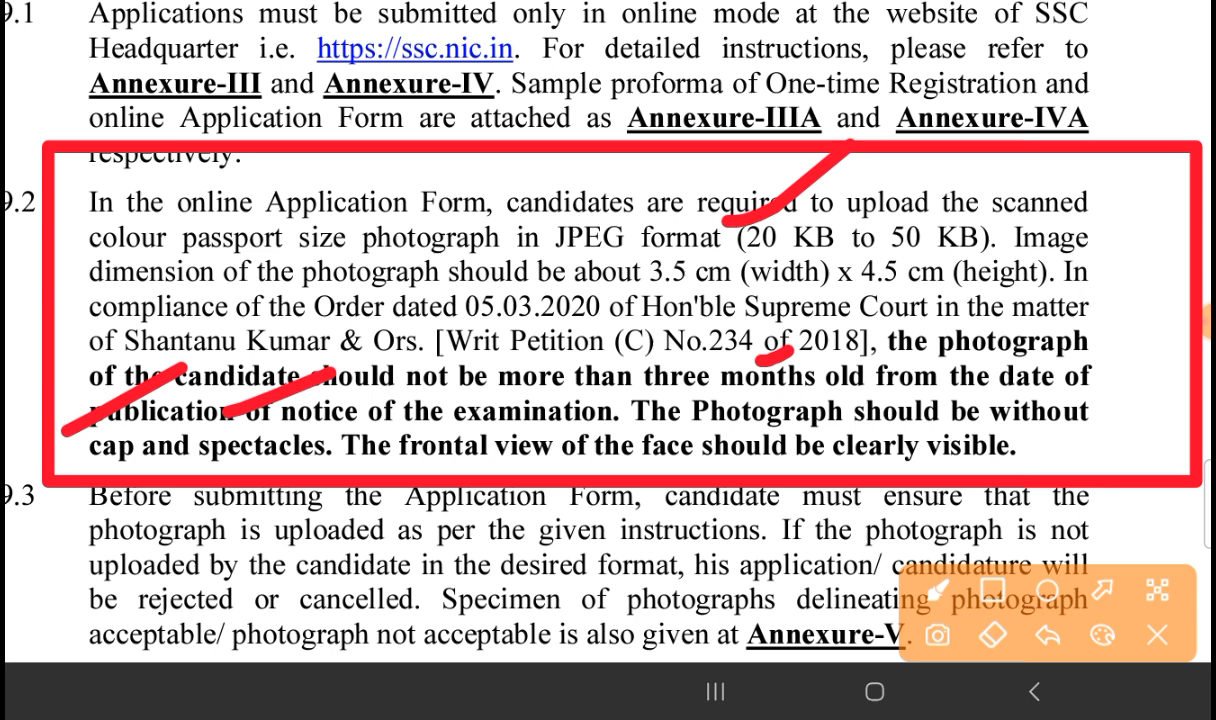 9.1 Applications must be submitted only in online mode at the website of SSC
Headquarter i.e. https://ssc.nic.in. For detailed instructions, please refer to
Annexure-III and Annexure-IV. Sample proforma of One-time Registration and
online Application Form are attached as Annexure-IIIA and Annexure-IVA
respectively.
9.2 In the online Application Form, candidates are required to upload the scanned
colour passport size photograph in JPEG format (20 KB to 50 KB). Image
dimension of the photograph should be about 3.5 cm (width) x 4.5 cm (height). In
compliance of the Order dated 05.03.2020 of Hon'ble Supreme Court in the matter
of Shantanu Kumar & Ors. [Writ Petition (C) No.234 of 2018], the photograph
of the candidate should not be more than three months old from the date of
publication of notice of the examination. The Photograph should be without
cap and spectacles. The frontal view of the face should be clearly visible.
9.3 Before submitting the Application Form, candidate must ensure that the
photograph is uploaded as per the given instructions. If the photograph is not
uploaded by the candidate in the desired format, his application/ candidature will
be rejected or cancelled. Specimen of photographs delineating photograph
acceptable/ photograph not acceptable is also given at Annexure-V.